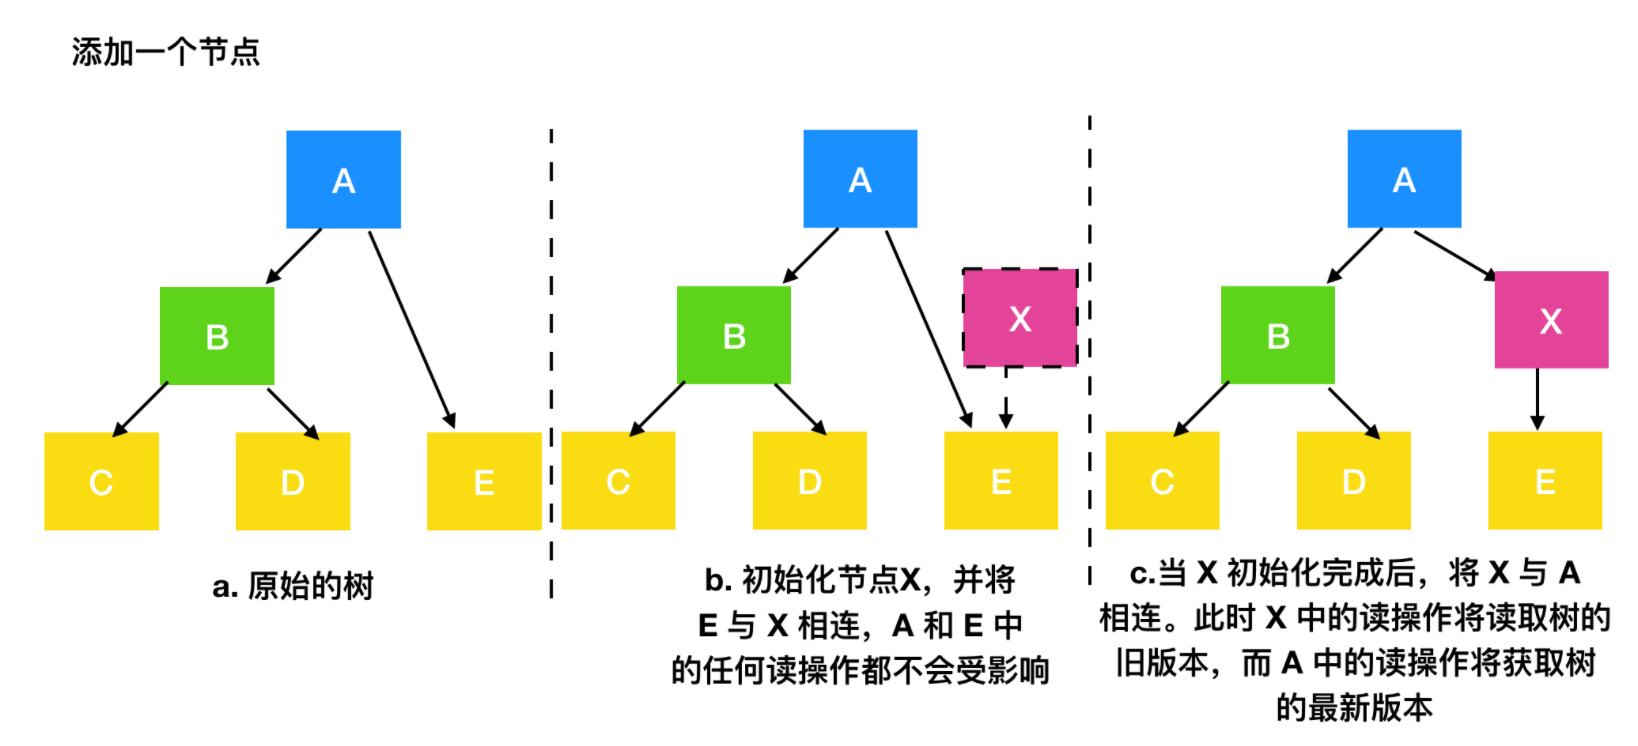 添加一个节点
A
B
C
D
E
a. 原始的树
A
X
B
C
D
E
b. 初始化节点X，并将
E 与 X 相连，A 和 E 中
的任何读操作都不会受影响
A
X
B
C
D
E
c.当 X 初始化完成后，将 X 与 A
相连。此时 X 中的读操作将读取树的
旧版本，而 A 中的读操作将获取树
的最新版本